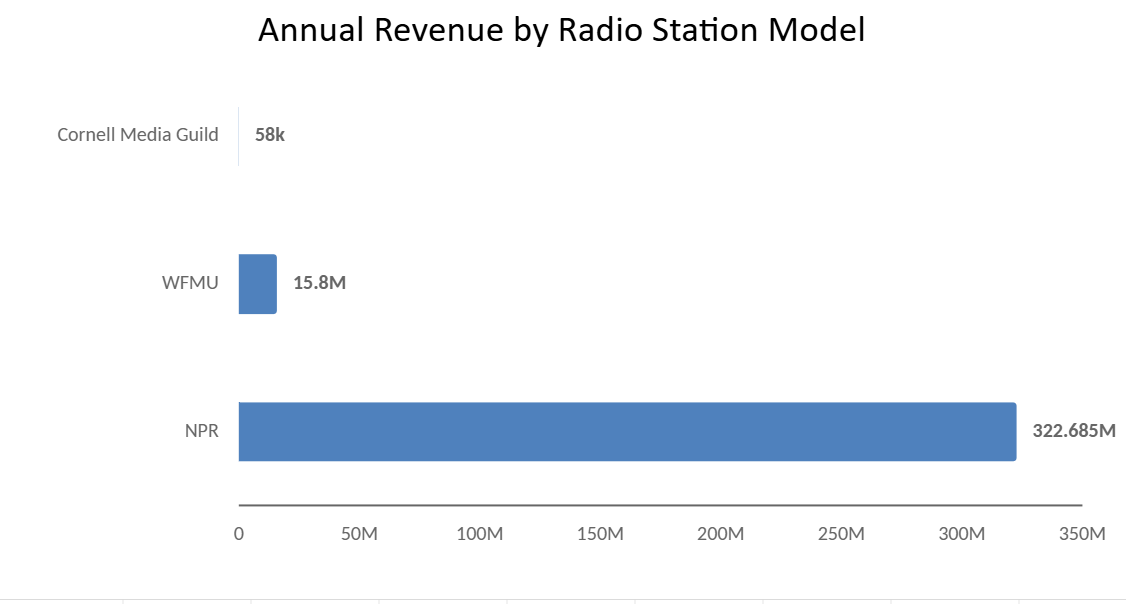 Annual Revenue by Radio Station Model
Cornell Media Guild 58k
WFMU 15.8M
NPR 322.685M
0 50M 100M 150M 200M 250M 300M 350M